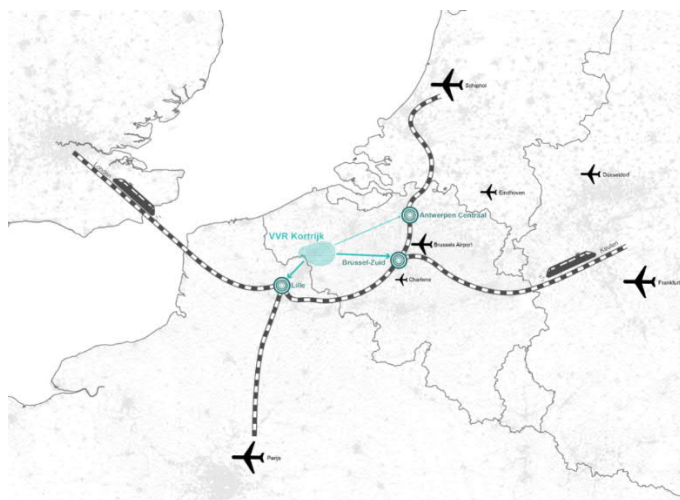 Schiphol
Düsseldorf
Eindhoven
Antwerpen Centraal
VVR Kortrijk
Brussels Airport
Keulen
Brussel-Zuid
Charleroi
Lille
Frankfurt
Parijs